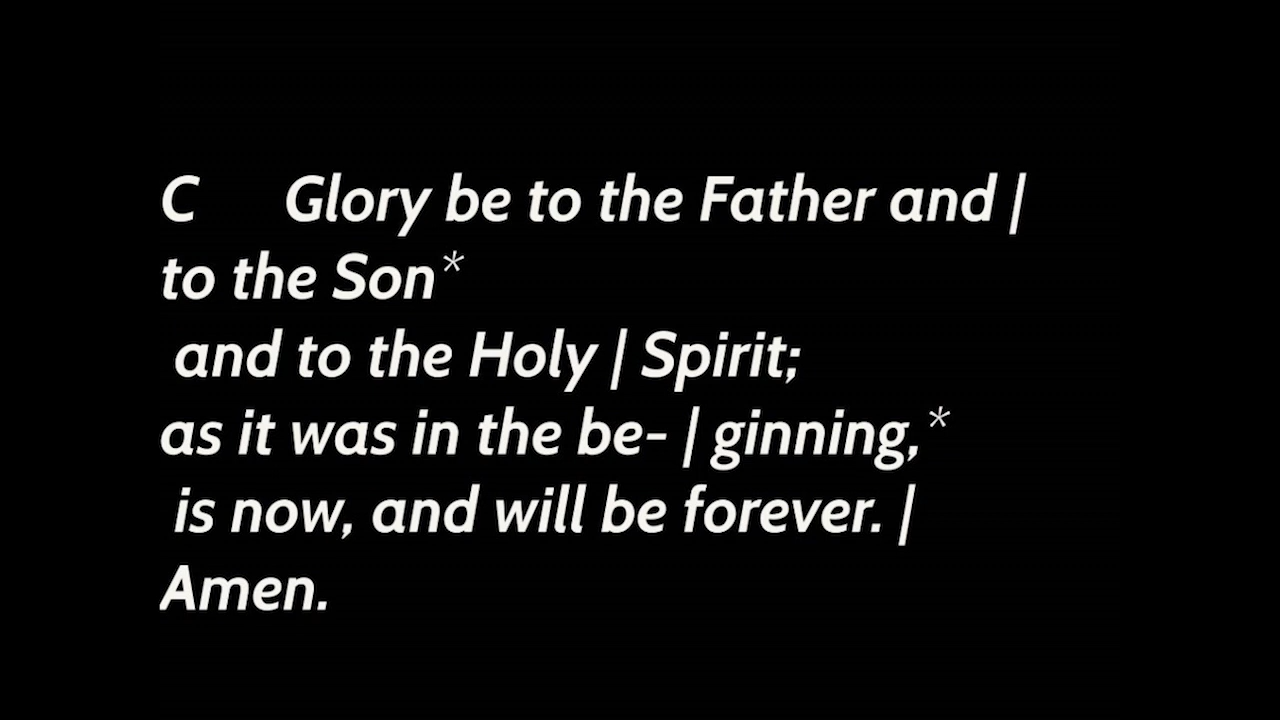 C Glory be to the Father and |
to the Son*
and to the Holy | Spirit;
as it was in the be- | ginning,*
is now, and will be forever. |
Amen.